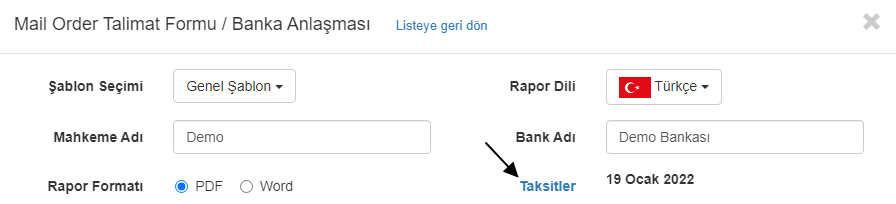 Mail Order Talimat Formu / Banka Anlaşması Listeye geri dön
Şablon Seçimi Genel Şablon Rapor Dili Türkçe
Mahkeme Adı Demo Bank Adı Demo Bankası
Rapor Formatı PDF Word Taksitler 19 Ocak 2022